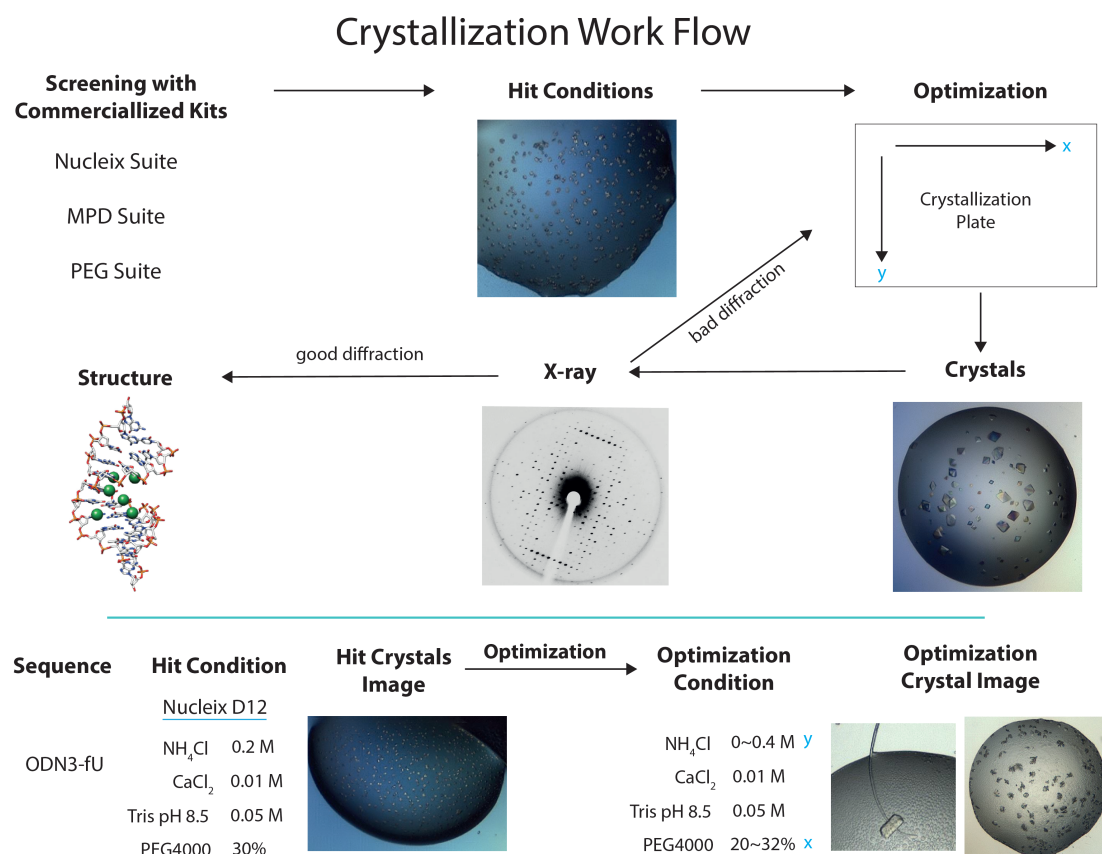 Crystallization Work Flow
Screening with
Commerciallized Kits
Hit Conditions
Optimization
Nucleix Suite
MPD Suite
PEG Suite
x
Crystallization
Plate
y
bad diffraction
good diffraction
Structure
X-ray
Crystals
Sequence
Hit Condition
Hit Crystals
Image
Optimization
Optimization
Condition
Optimization
Crystal Image
Nucleix D12
ODN3-fU
NH4Cl 0.2 M
CaCl2 0.01 M
Tris pH 8.5 0.05 M
PEG4000 30%
NH4Cl 0~0.4 M y
CaCl2 0.01 M
Tris pH 8.5 0.05 M
PEG4000 20~32% x